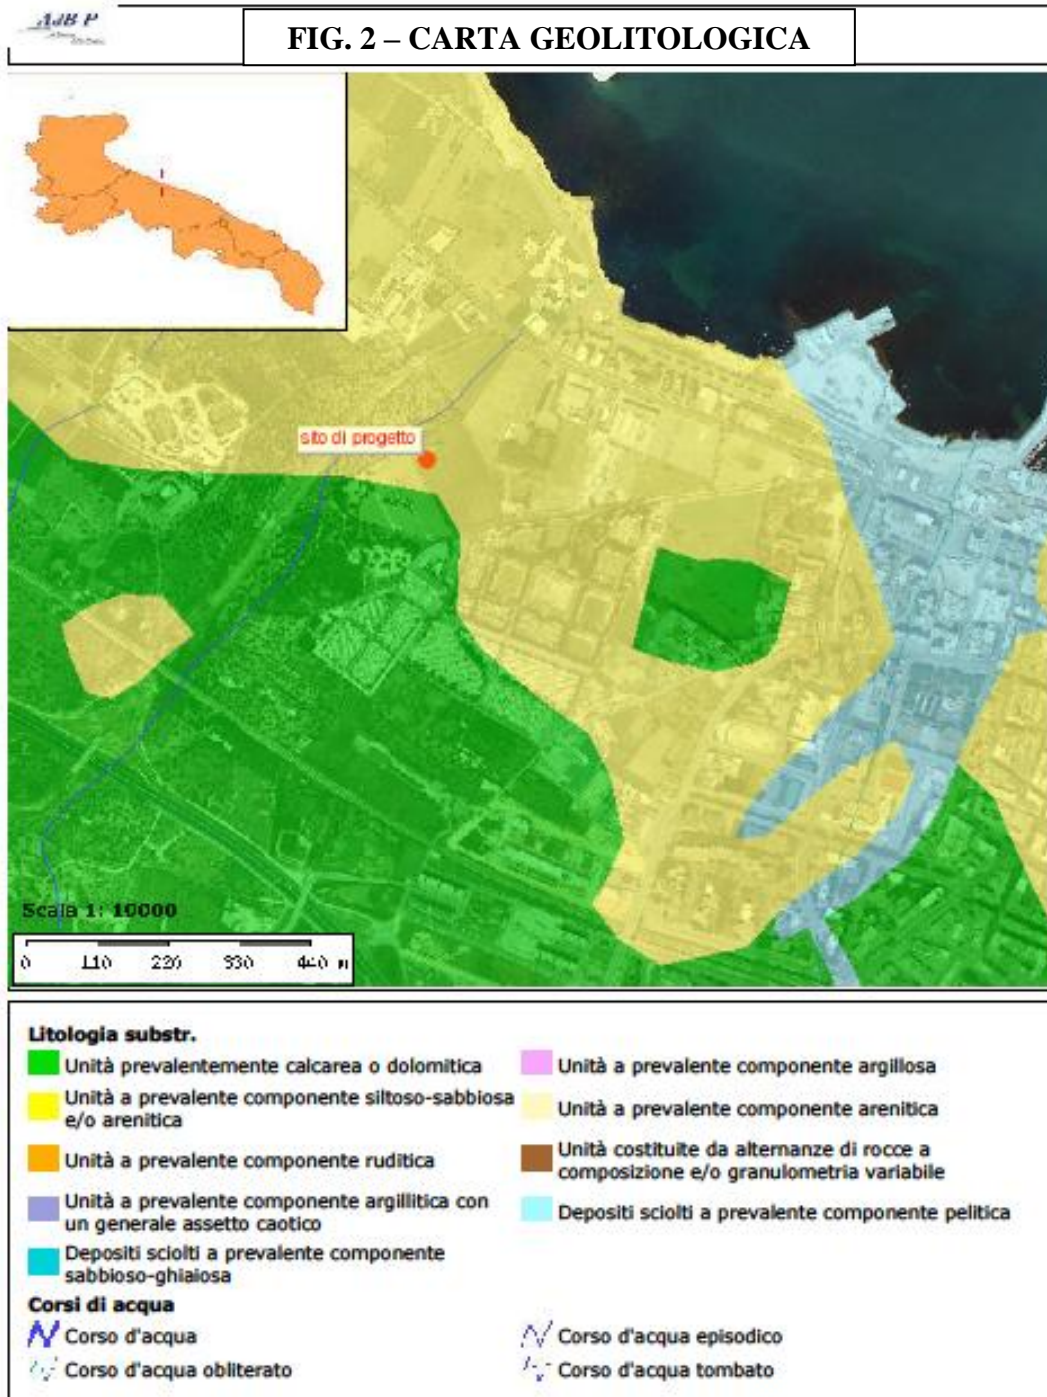 AdB P
FIG. 2 – CARTA GEOLITOLOGICA
sito di progetto
Scala 1: 10000
0 110 220 330 440 m
Litologia substr.
Unità prevalentemente calcarea o dolomitica
Unità a prevalente componente siltoso-sabbiosa
e/o arenitica
Unità a prevalente componente ruditica
Unità a prevalente componente argillitica con
un generale assetto caotico
Depositi sciolti a prevalente componente
sabbioso-ghiaiosa
Unità a prevalente componente argillosa
Unità a prevalente componente arenitica
Unità costituite da alternanze di rocce a
composizione e/o granulometria variabile
Depositi sciolti a prevalente componente pelitica
Corsi di acqua
Corso d'acqua
Corso d'acqua obliterato
Corso d'acqua episodico
Corso d'acqua tombato